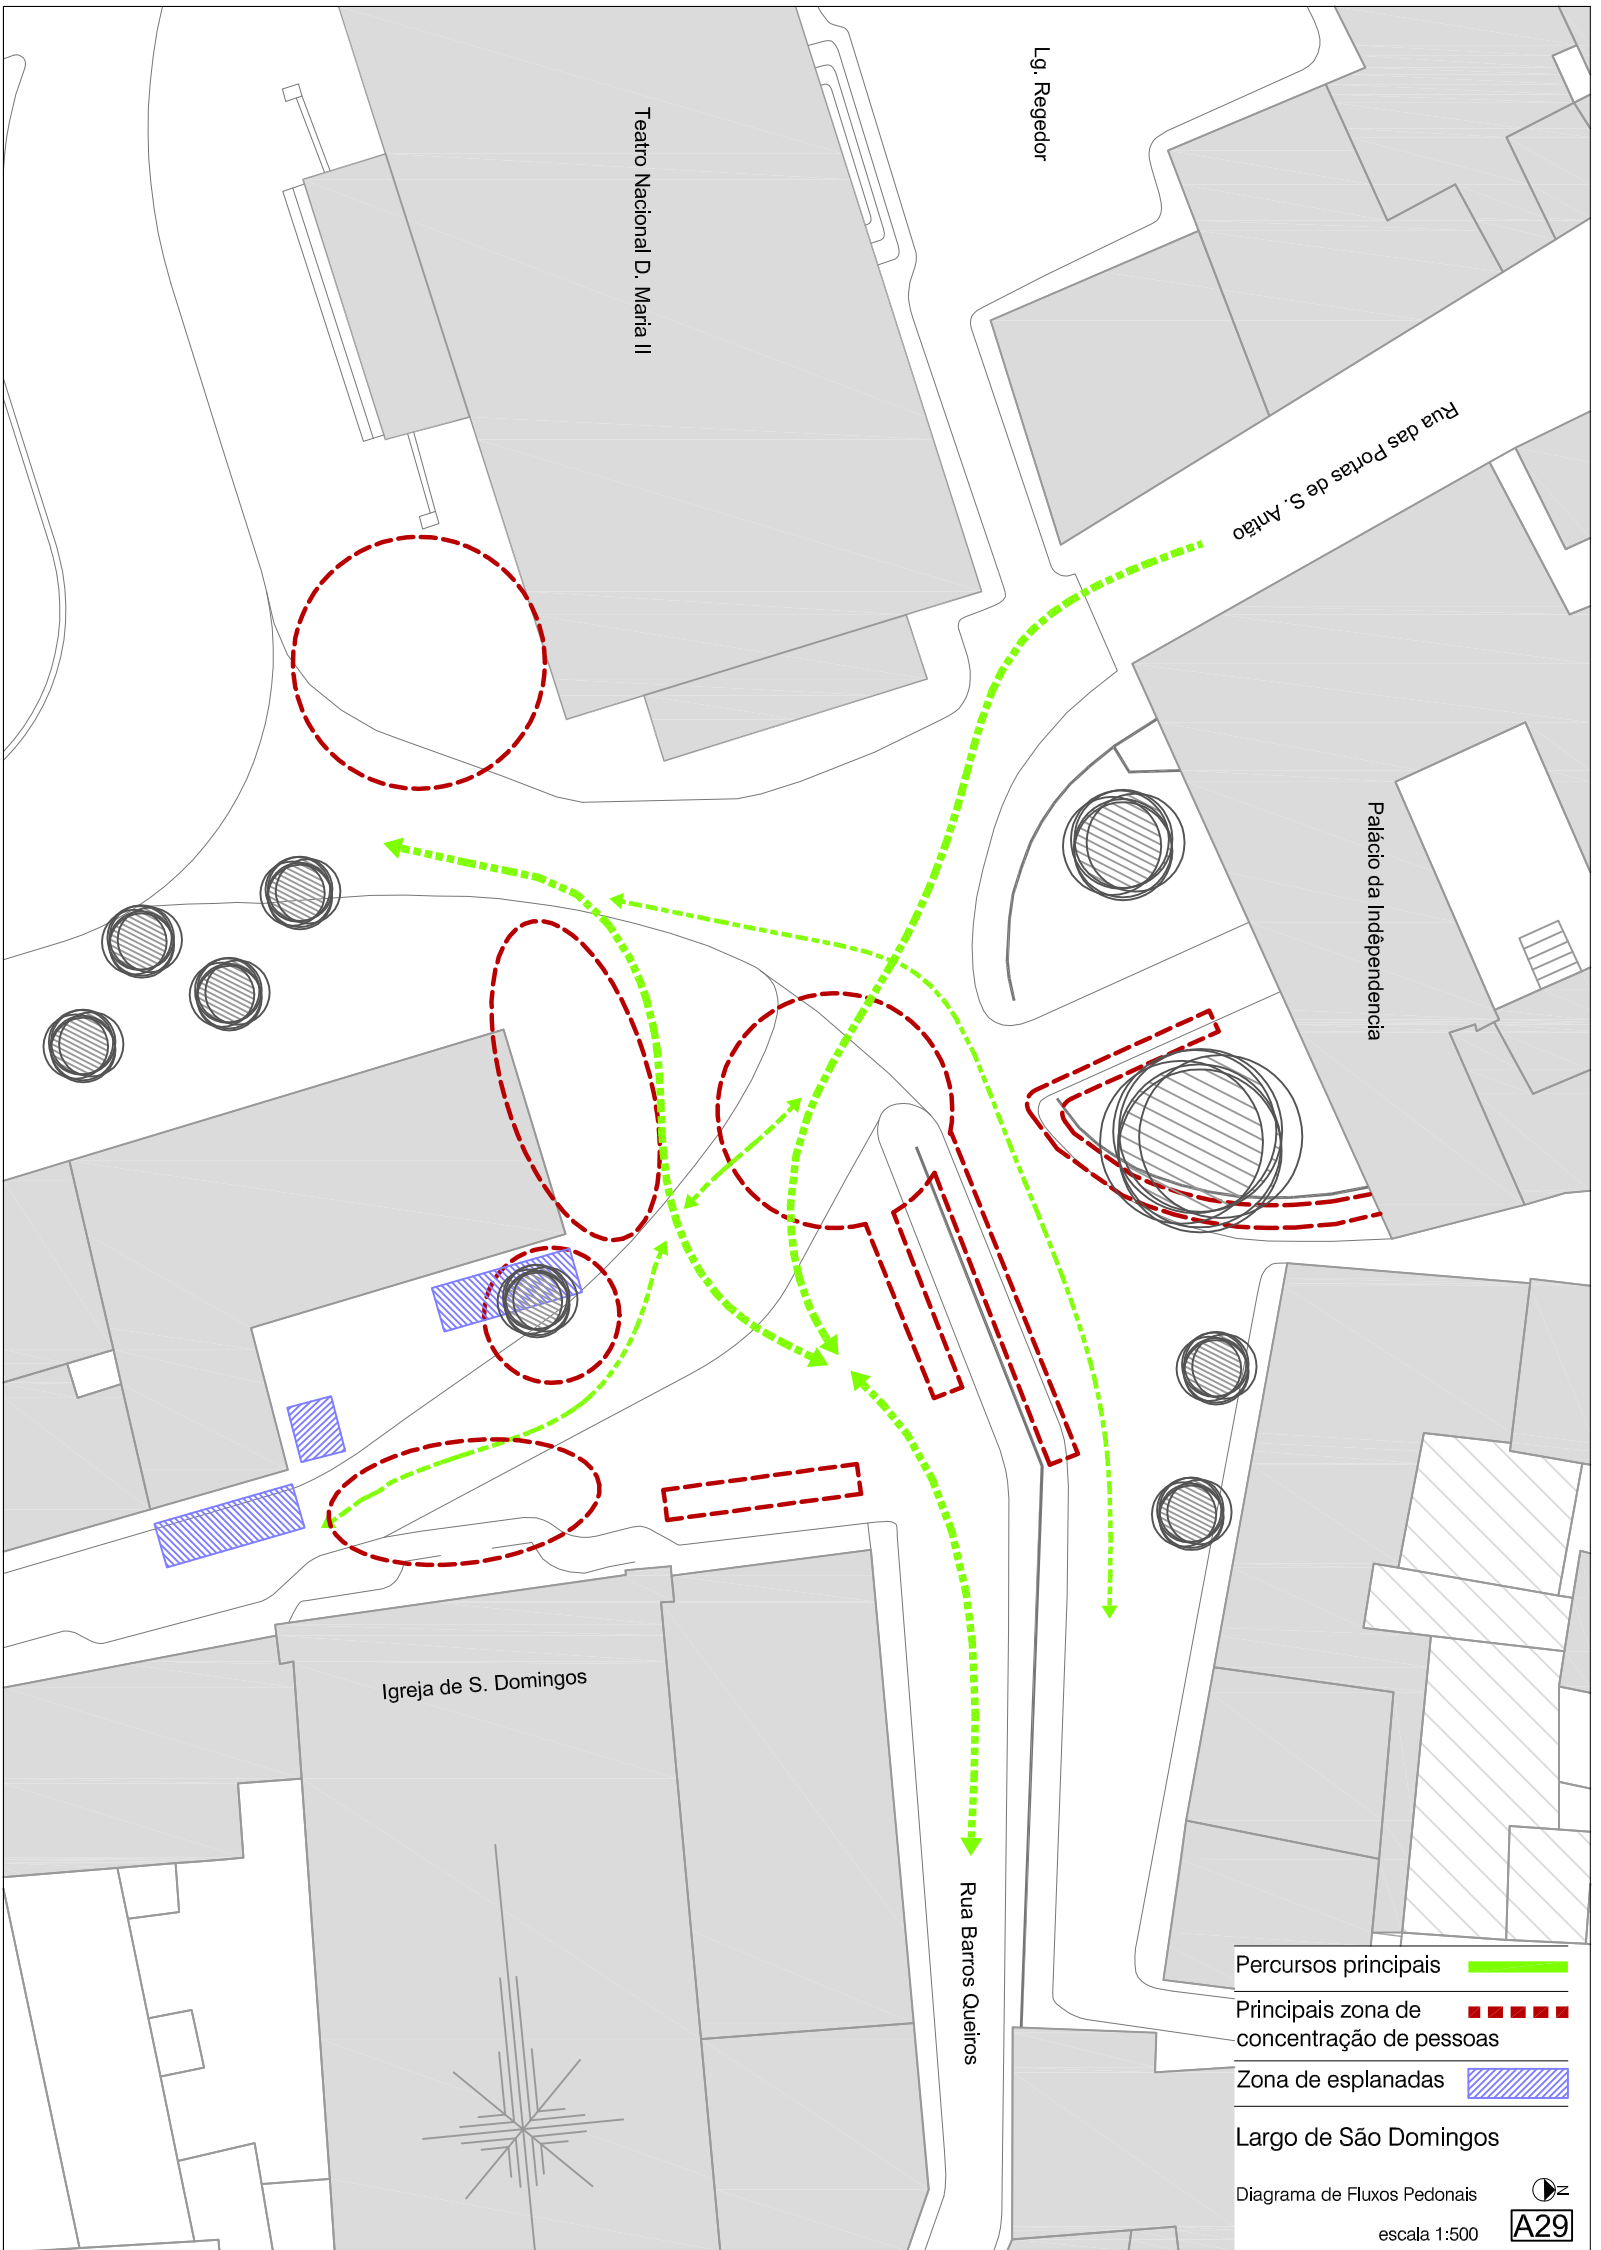 Lg. Regedor
Teatro Nacional D. Maria II
Rua das Portas de S. Antão
Palácio da Indêpendencia
Igreja de S. Domingos
Rua Barros Queiros
Percursos principais
Principais zona de
concentração de pessoas
Zona de esplanadas
Largo de São Domingos
Diagrama de Fluxos Pedonais
N
escala 1:500
A29